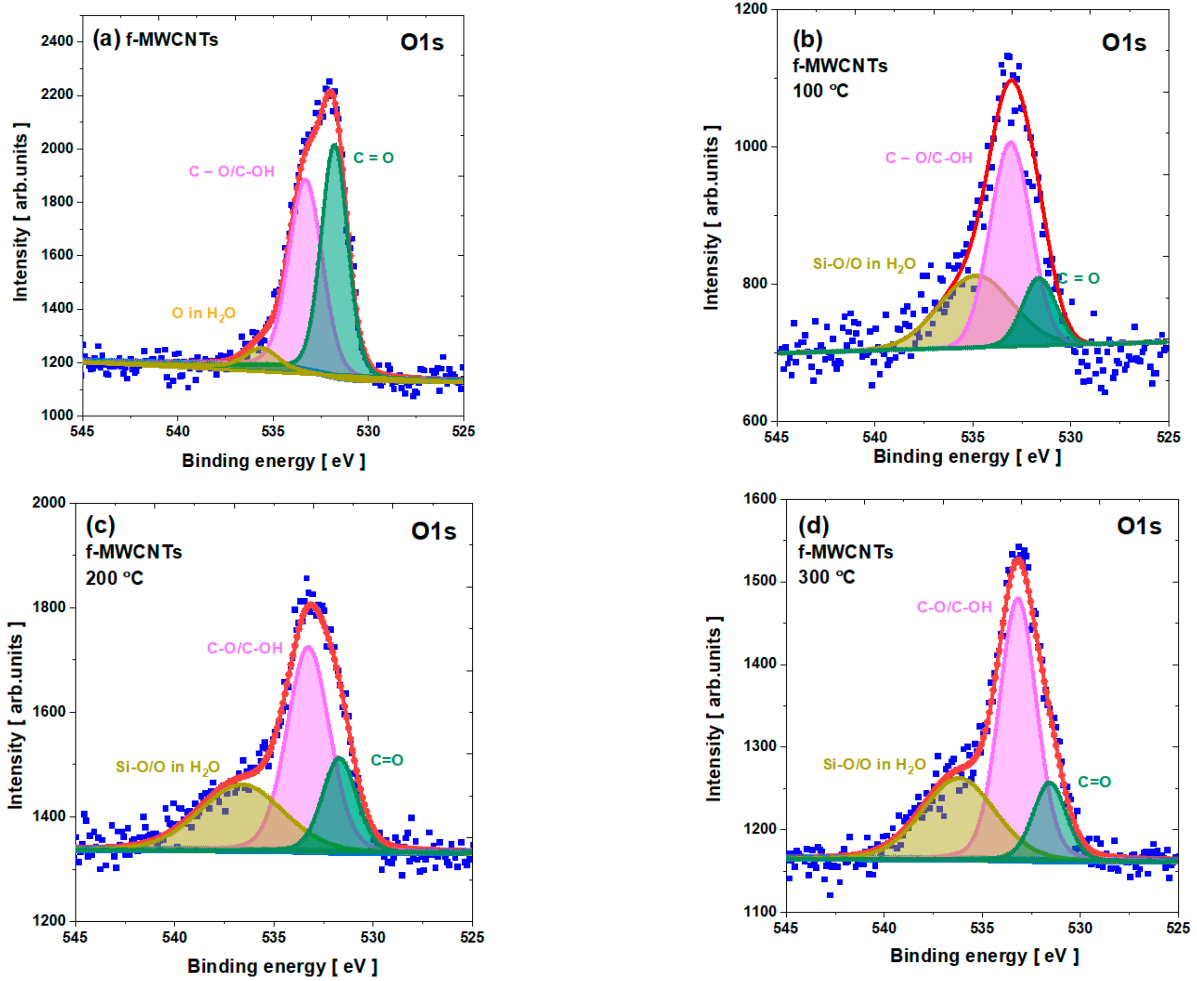 (a) f-MWCNTs
O1s
C – O/C-OH
C = O
O in H2O
Intensity [ arb.units ]
2400
2200
2000
1800
1600
1400
1200
1000
545
540
535
530
525
Binding energy [ eV ]
(b)
O1s
f-MWCNTs
100 °C
C – O/C-OH
Si-O/O in H2O
C = O
Intensity [ arb.units ]
1200
1000
800
600
545
540
535
530
525
Binding energy [ eV ]
(c)
O1s
f-MWCNTs
200 °C
C-O/C-OH
Si-O/O in H2O
C=O
Intensity [ arb.units ]
2000
1800
1600
1400
1200
545
540
535
530
525
Binding energy [ eV ]
(d)
O1s
f-MWCNTs
300 °C
C-O/C-OH
Si-O/O in H2O
C=O
Intensity [ arb.units ]
1600
1500
1400
1300
1200
1100
545
540
535
530
525
Binding energy [ eV ]